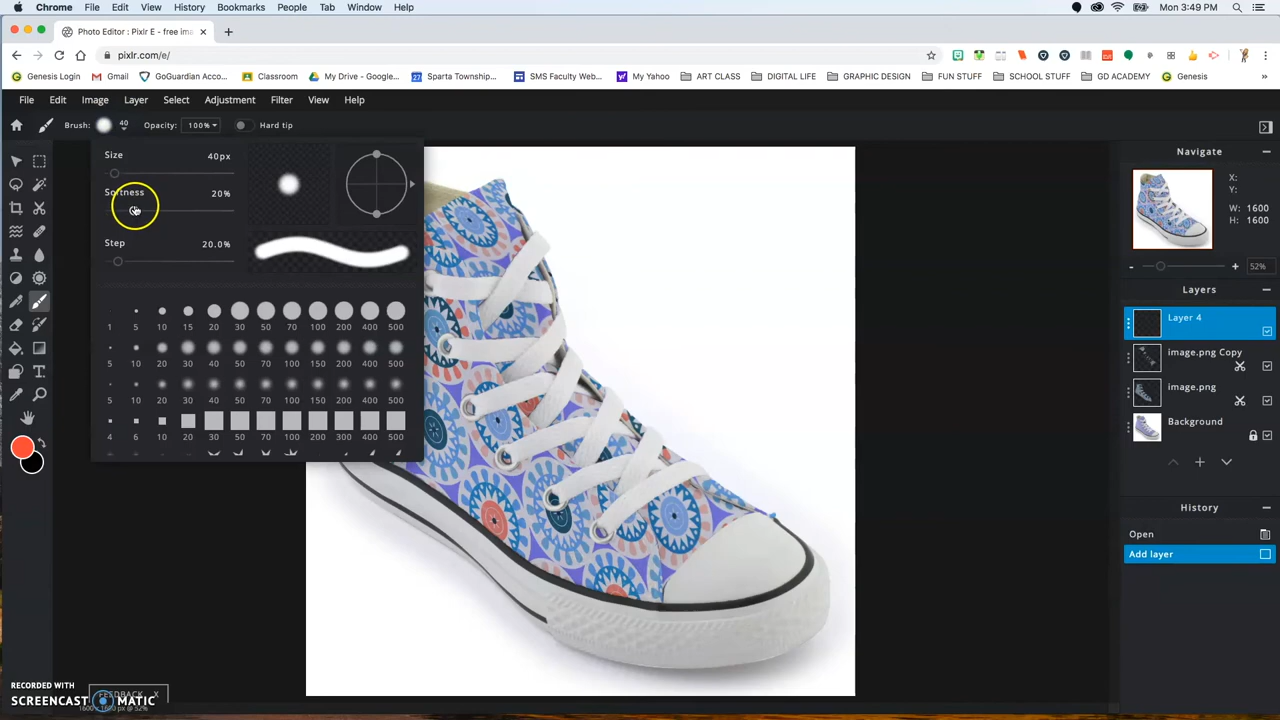 Chrome File Edit View History Bookmarks People Tab Window Help Mon 3:49 PM
Photo Editor : Pixlr E - free ima
pixlr.com/e/
Genesis Login Gmail GoGuardian Acco... Classroom My Drive - Google... Sparta Township... SMS Faculty Web... My Yahoo ART CLASS DIGITAL LIFE GRAPHIC DESIGN FUN STUFF SCHOOL STUFF GD ACADEMY Genesis
File Edit Image Layer Select Adjustment Filter View Help
Brush: 40 Opacity: 100% Hard tip
Size 40px
Softness 20%
Step 20.0%
1 5 10 15 20 30 50 70 100 200 400 500
5 10 20 30 40 50 70 100 150 200 400 500
5 10 20 30 40 50 70 100 150 200 400 500
4 6 10 20 30 50 70 100 200 300 400 500
Navigate
X:
Y:
W: 1600
H: 1600
52%
Layers
Layer 4
image.png Copy
image.png
Background
History
Open
Add layer
RECORDED WITH
SCREENCAST MATIC
FEEDBACK X
1600 x 1600 px @ 52%